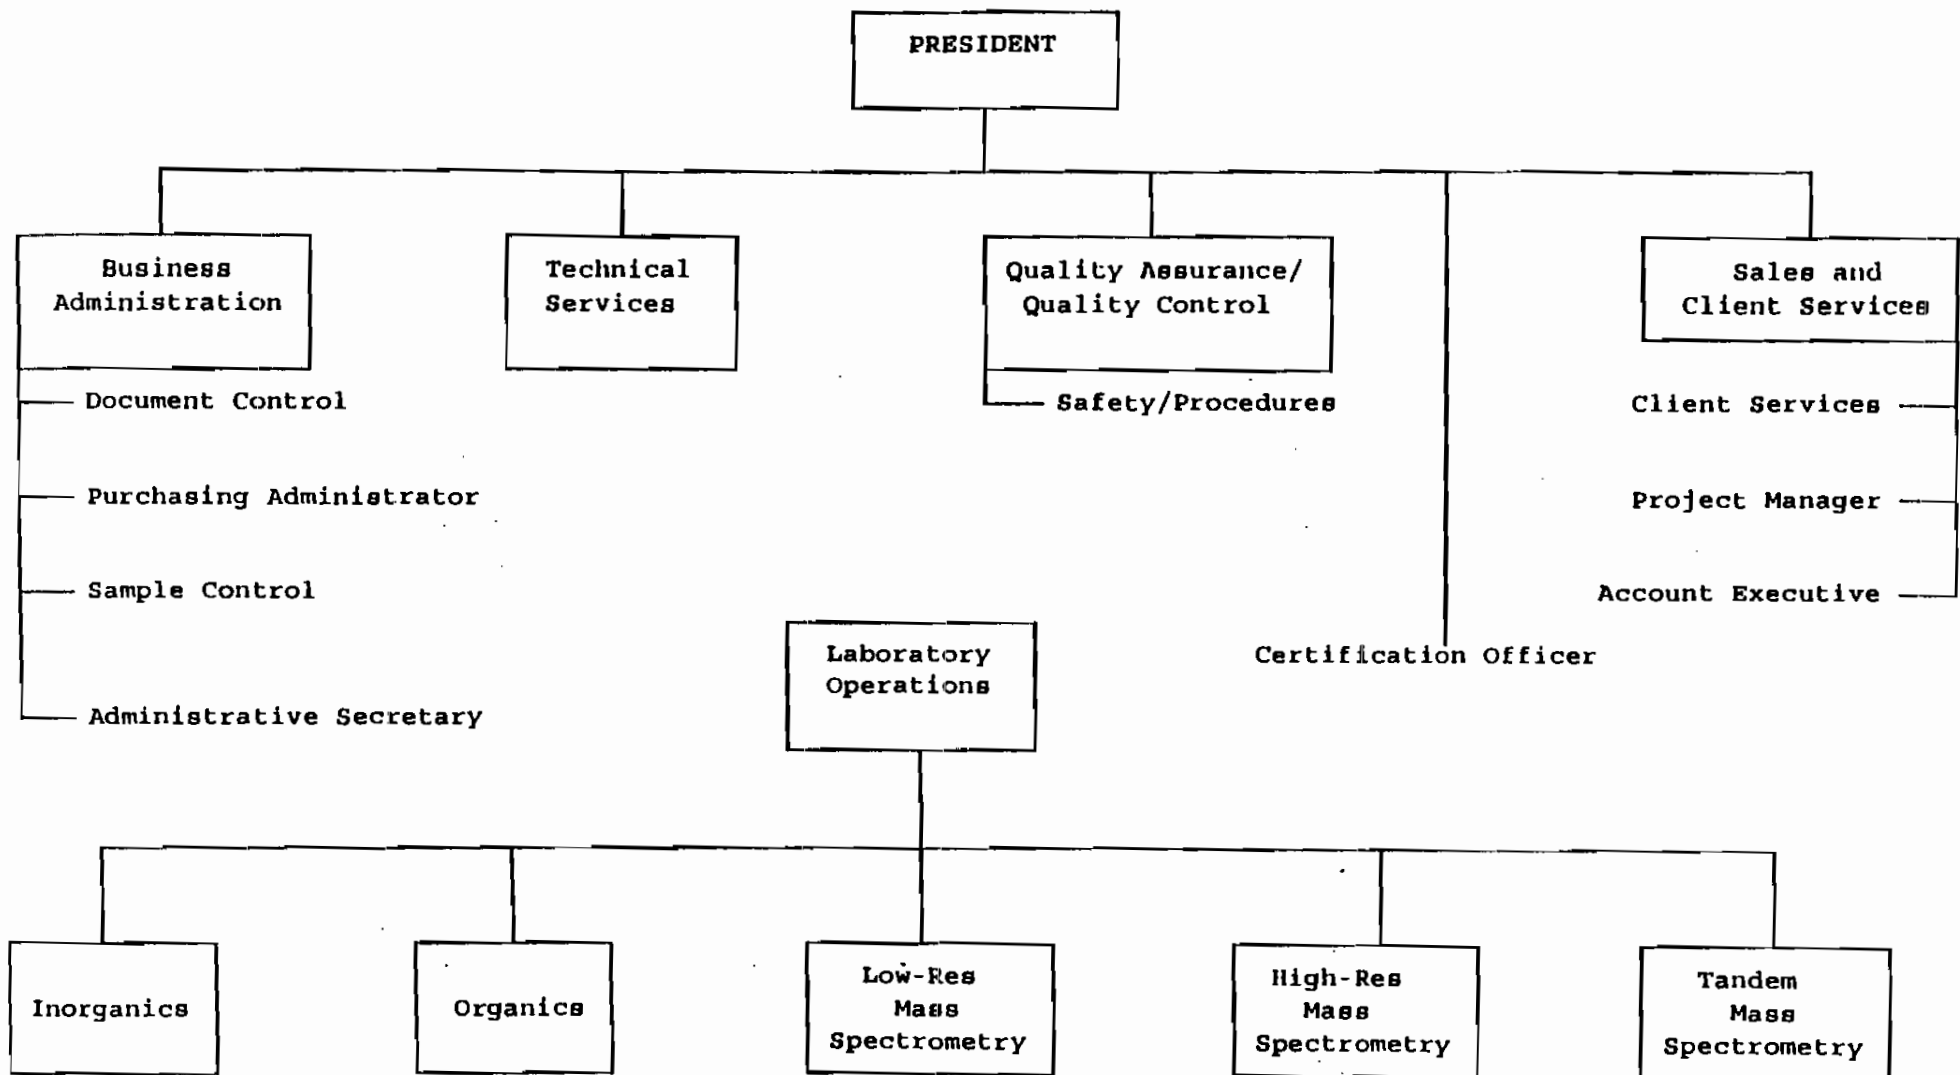 PRESIDENT
Business
Administration
Technical
Services
Quality Assurance/
Quality Control
Sales and
Client Services
Document Control
Purchasing Administrator
Sample Control
Administrative Secretary
Safety/Procedures
Certification Officer
Client Services
Project Manager
Account Executive
Laboratory
Operations
Inorganics
Organics
Low-Res
Mass
Spectrometry
High-Res
Mass
Spectrometry
Tandem
Mass
Spectrometry